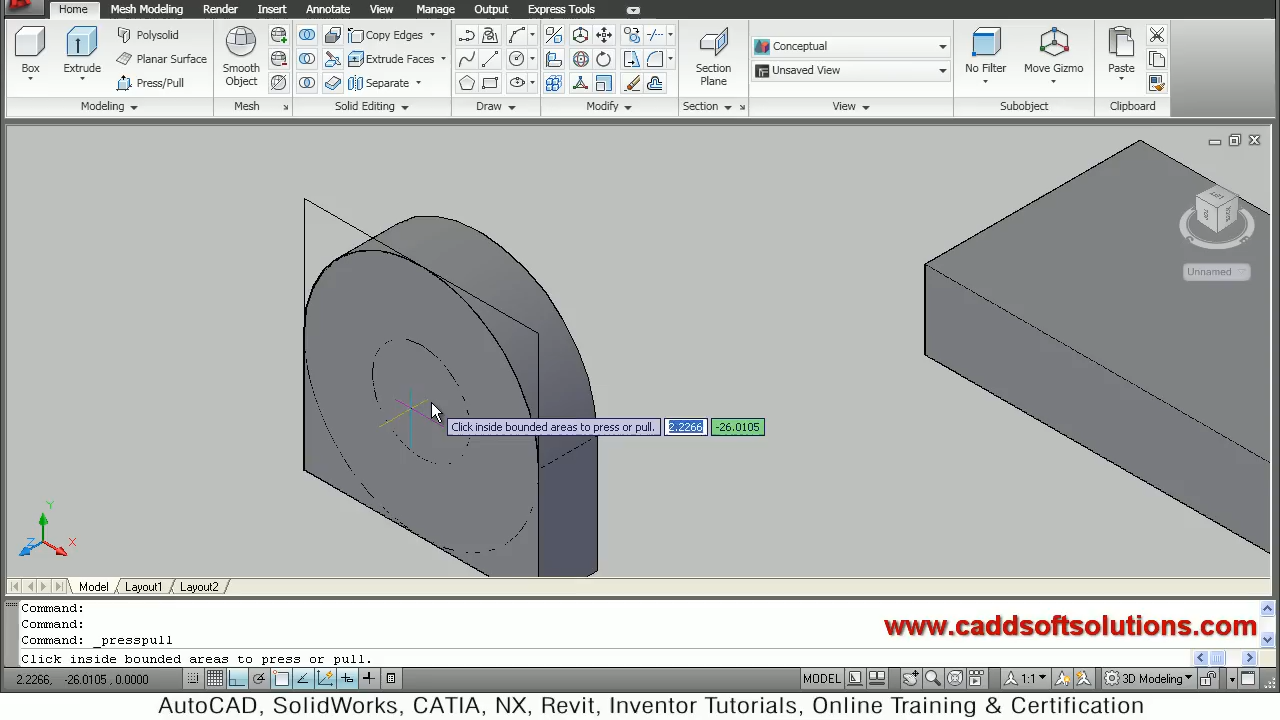 Home Mesh Modeling Render Insert Annotate View Manage Output Express Tools
Box
Extrude
Polysolid
Planar Surface
Press/Pull
Modeling
Smooth
Object
Mesh
Copy Edges
Extrude Faces
Separate
Solid Editing
Draw
Modify
Section
Plane
Section
Conceptual
Unsaved View
View
No Filter
Move Gizmo
Subobject
Paste
Clipboard
Unnamed
Click inside bounded areas to press or pull. 2.2266 -26.0105
Y
X
Z
Model Layout1 Layout2
Command:
Command:
Command: _presspull
Click inside bounded areas to press or pull.
www.caddsoftsolutions.com
2.2266, -26.0105 , 0.0000
MODEL
1:1
3D Modeling
AutoCAD, SolidWorks, CATIA, NX, Revit, Inventor Tutorials, Online Training & Certification